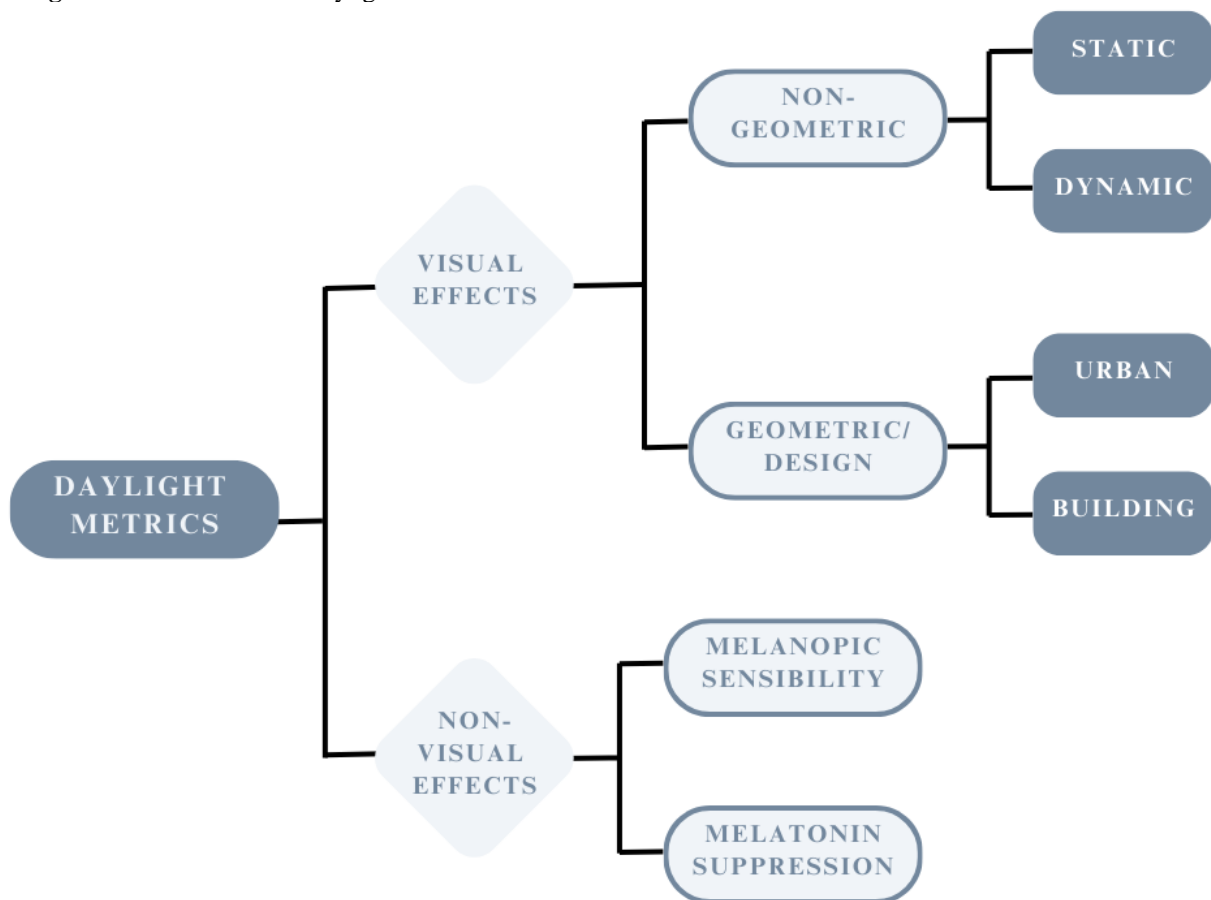 STATIC
NON-
GEOMETRIC
DYNAMIC
VISUAL
EFFECTS
URBAN
GEOMETRIC/
DESIGN
BUILDING
DAYLIGHT
METRICS
MELANOPIC
SENSIBILITY
NON-
VISUAL
EFFECTS
MELATONIN
SUPPRESSION